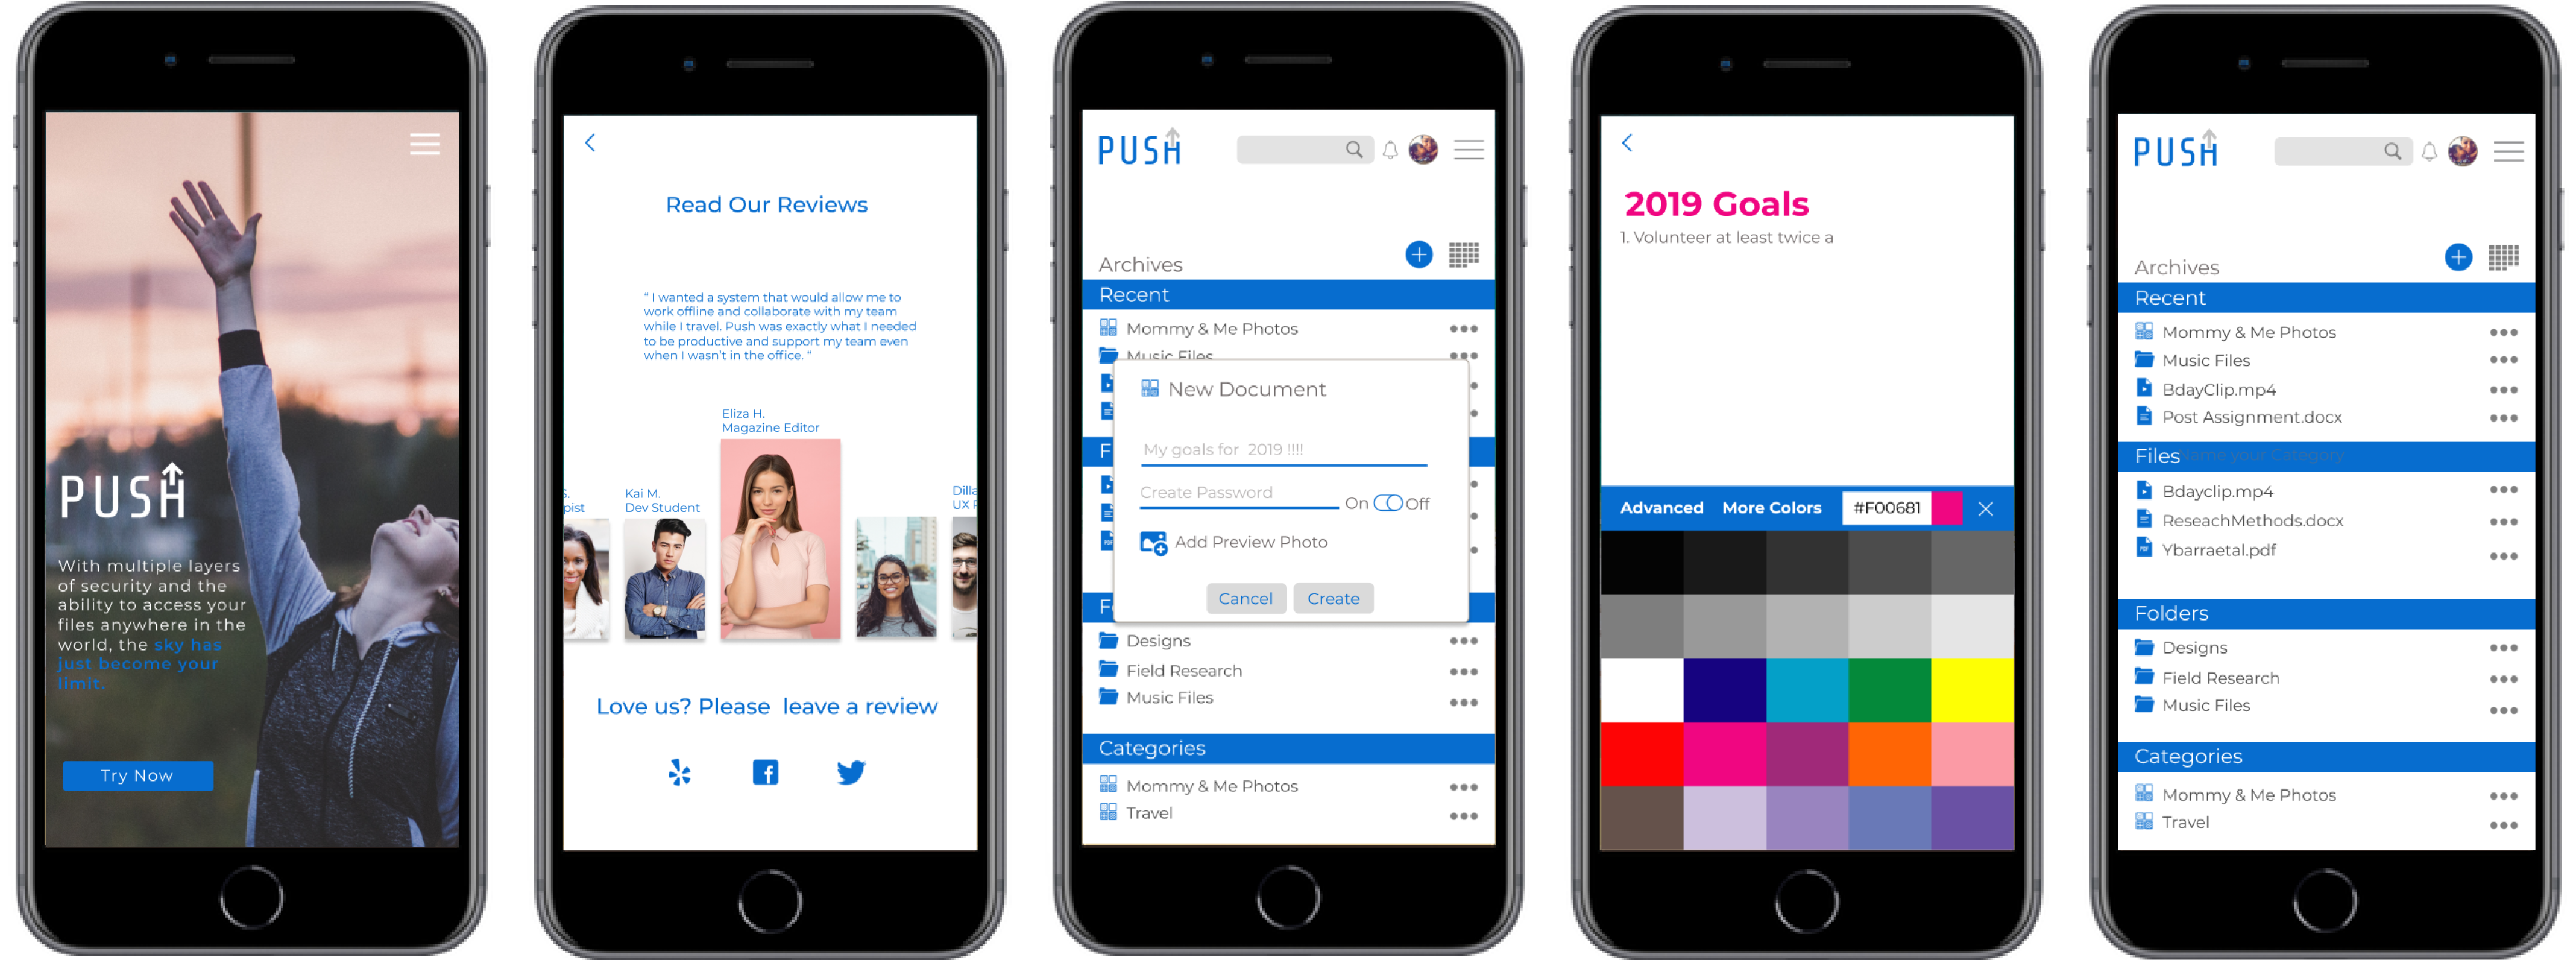 PUSH
With multiple layers
of security and the
ability to access your
files anywhere in the
world, the sky has
just become your
limit.
Try Now
Read Our Reviews
“ I wanted a system that would allow me to
work offline and collaborate with my team
while I travel. Push was exactly what I needed
to be productive and support my team even
when I wasn't in the office. “
Eliza H.
Magazine Editor
S.
pist
Kai M.
Dev Student
Dilla
UX
Love us? Please leave a review
PUSH
Archives
Recent
Mommy & Me Photos
Music Files
New Document
My goals for 2019 !!!!
Create Password
On Off
Add Preview Photo
Cancel Create
F
PDF
Fo
Designs
Field Research
Music Files
Categories
Mommy & Me Photos
Travel
2019 Goals
1. Volunteer at least twice a
Advanced More Colors #F00681
PUSH
Archives
Recent
Mommy & Me Photos
Music Files
BdayClip.mp4
Post Assignment.docx
Files Name your Category
Bdayclip.mp4
ReseachMethods.docx
PDF Ybarraetal.pdf
Folders
Designs
Field Research
Music Files
Categories
Mommy & Me Photos
Travel